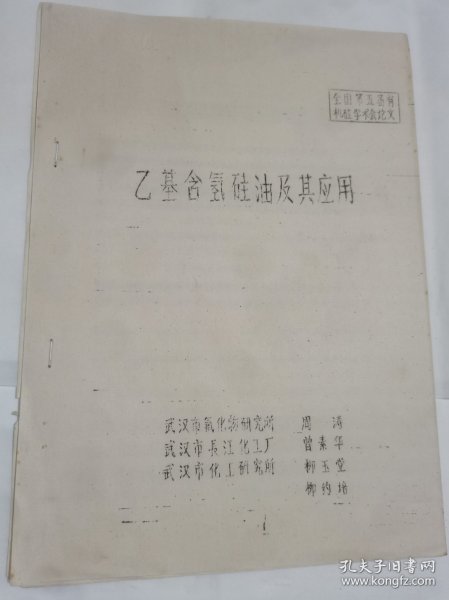 全国第五届有
机硅学术会论文
乙基含氢硅油及其应用
武汉市氟化物研究所 周涛
武汉市长江化工厂 曾素华
武汉市化工研究所 柳玉堂
柳约培
1
孔夫子旧书网
www.kongfz.com